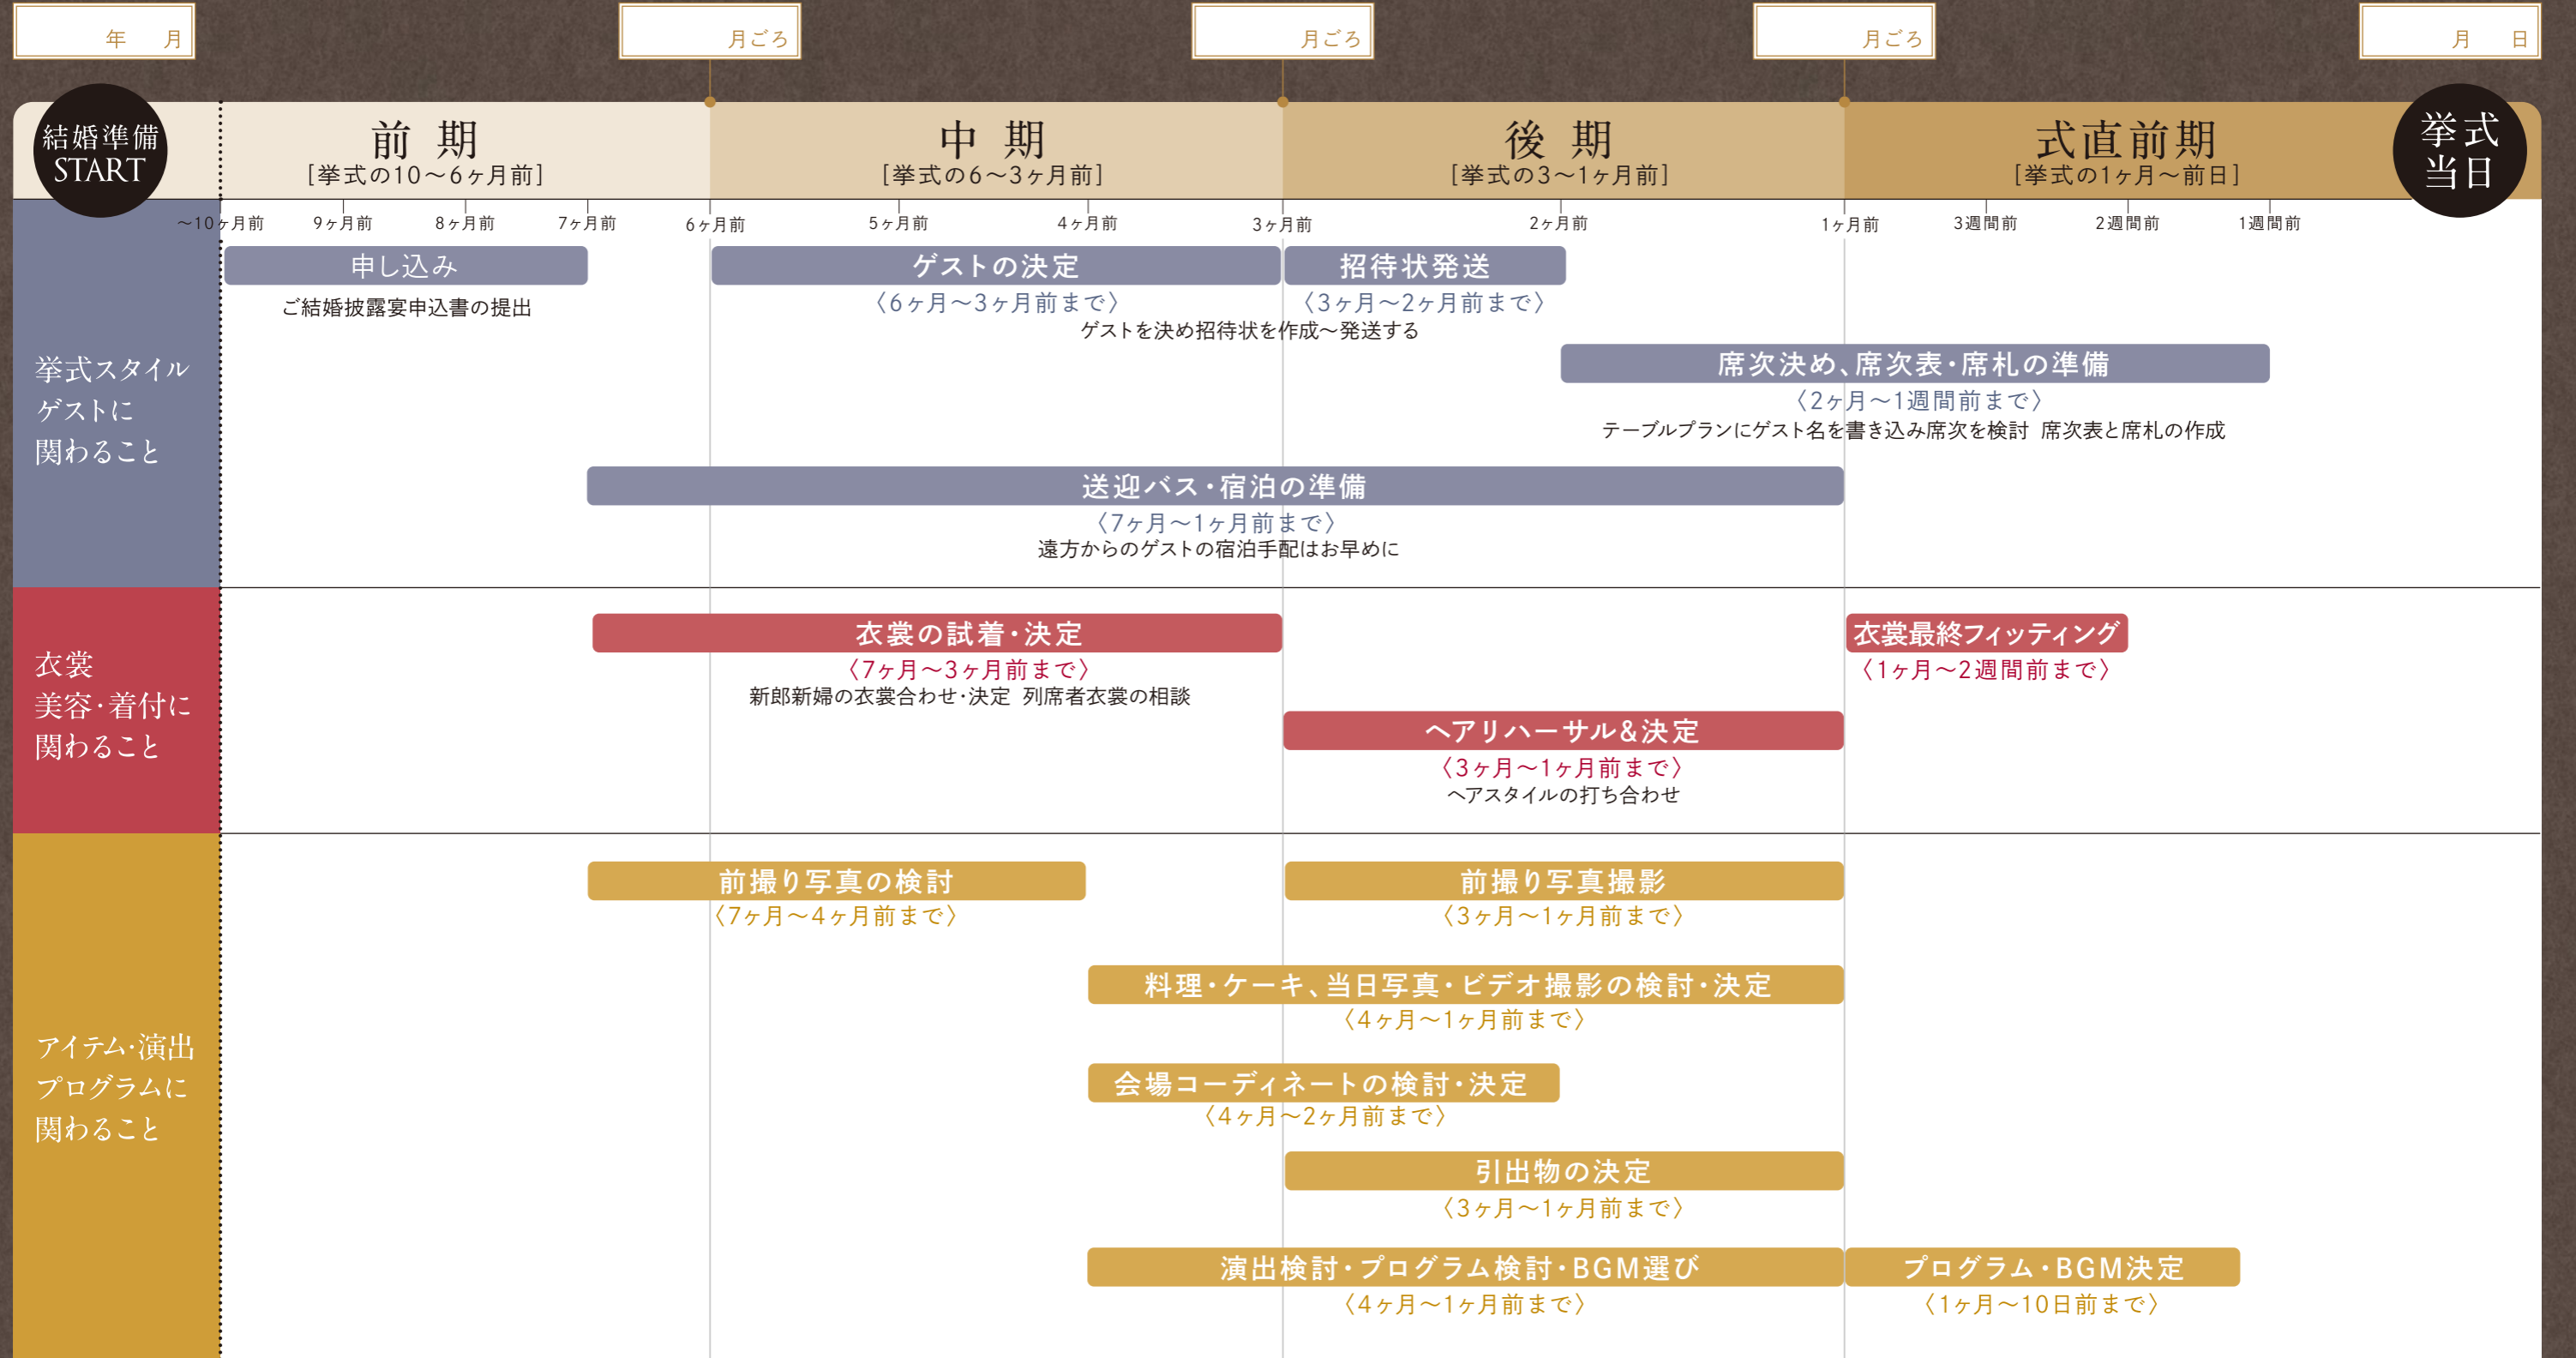 年 月
月ごろ
月ごろ
月ごろ
月 日
結婚準備
START
前期
[挙式の10〜6ヶ月前]
中期
[挙式の6〜3ヶ月前]
後期
[挙式の3〜1ヶ月前]
式直前期
[挙式の1ヶ月〜前日]
挙式
当日
〜10ヶ月前
9ヶ月前
8ヶ月前
7ヶ月前
6ヶ月前
5ヶ月前
4ヶ月前
3ヶ月前
2ヶ月前
1ヶ月前
3週間前
2週間前
1週間前
挙式スタイル
ゲストに
関わること
申し込み
ご結婚披露宴申込書の提出
ゲストの決定
〈6ヶ月〜3ヶ月前まで〉
招待状発送
〈3ヶ月〜2ヶ月前まで〉
ゲストを決め招待状を作成〜発送する
席次決め、席次表・席札の準備
〈2ヶ月〜1週間前まで〉
テーブルプランにゲスト名を書き込み席次を検討 席次表と席札の作成
送迎バス・宿泊の準備
〈7ヶ月〜1ヶ月前まで〉
遠方からのゲストの宿泊手配はお早めに
衣裳
美容・着付に
関わること
衣裳の試着・決定
〈7ヶ月〜3ヶ月前まで〉
新郎新婦の衣裳合わせ・決定 列席者衣裳の相談
衣裳最終フィッティング
〈1ヶ月〜2週間前まで〉
ヘアリハーサル&決定
〈3ヶ月〜1ヶ月前まで〉
ヘアスタイルの打ち合わせ
アイテム・演出
プログラムに
関わること
前撮り写真の検討
〈7ヶ月〜4ヶ月前まで〉
前撮り写真撮影
〈3ヶ月〜1ヶ月前まで〉
料理・ケーキ、当日写真・ビデオ撮影の検討・決定
〈4ヶ月〜1ヶ月前まで〉
会場コーディネートの検討・決定
〈4ヶ月〜2ヶ月前まで〉
引出物の決定
〈3ヶ月〜1ヶ月前まで〉
演出検討・プログラム検討・BGM選び
〈4ヶ月〜1ヶ月前まで〉
プログラム・BGM決定
〈1ヶ月〜10日前まで〉